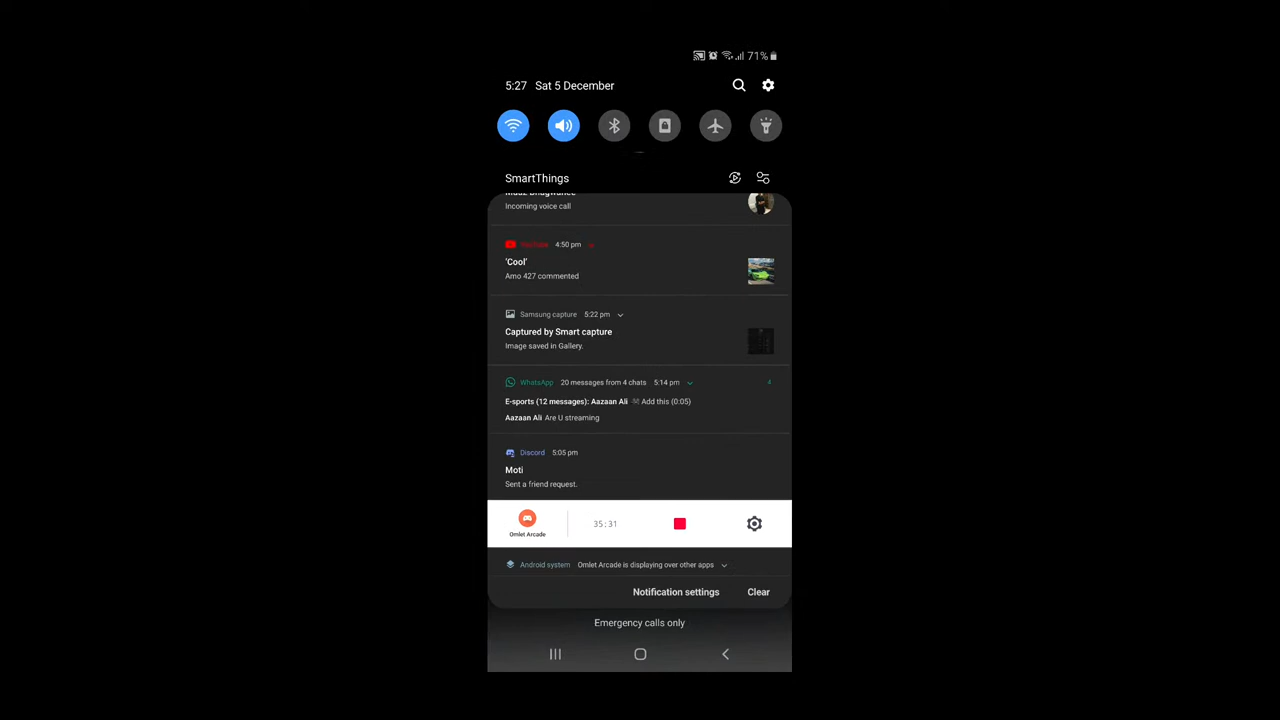 71%
5:27 Sat 5 December
SmartThings
Incoming voice call
YouTube 4:50 pm
'Cool'
Amo 427 commented
Samsung capture 5:22 pm
Captured by Smart capture
Image saved in Gallery.
WhatsApp 20 messages from 4 chats 5:14 pm 4
E-sports (12 messages): Aazaan Ali Add this (0:05)
Aazaan Ali Are U streaming
Discord 5:05 pm
Moti
Sent a friend request.
Omlet Arcade
35:31
Android system Omlet Arcade is displaying over other apps
Notification settings Clear
Emergency calls only